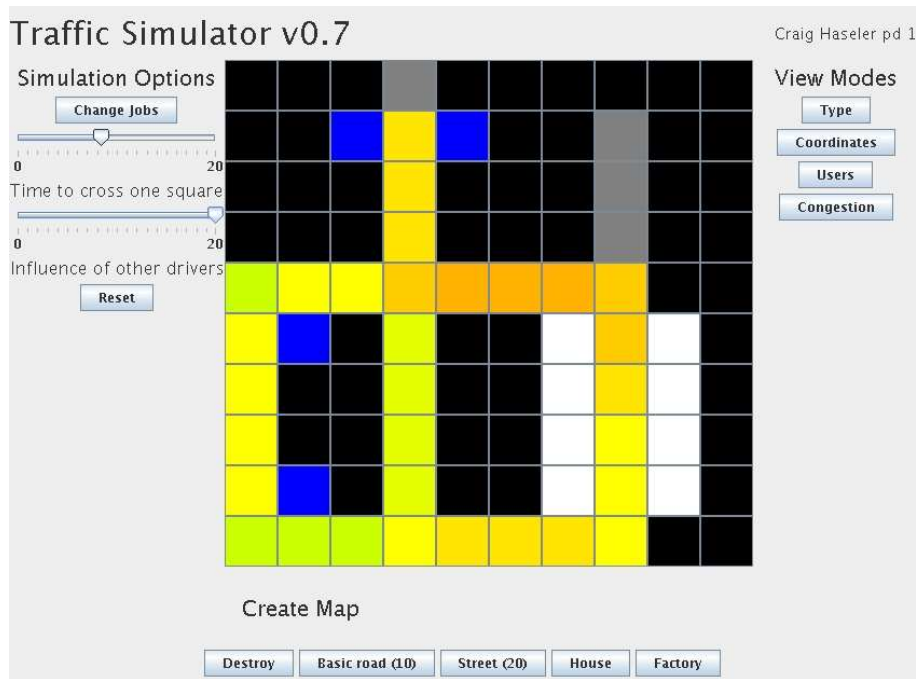 Traffic Simulator v0.7
Craig Haseler pd 1
Simulation Options
Change Jobs
0 20
Time to cross one square
0 20
Influence of other drivers
Reset
View Modes
Type
Coordinates
Users
Congestion
Create Map
Destroy Basic road (10) Street (20) House Factory